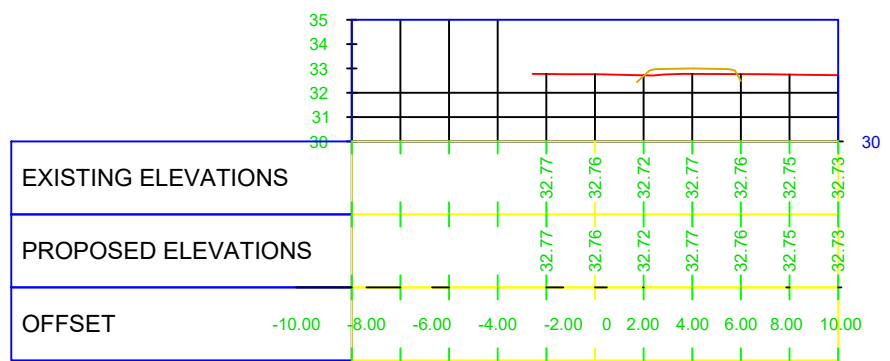 35
34
33
32
31
30
30
EXISTING ELEVATIONS 32.77 32.76 32.72 32.77 32.76 32.75 32.73
PROPOSED ELEVATIONS 32.77 32.76 32.72 32.77 32.76 32.75 32.73
OFFSET -10.00 -8.00 -6.00 -4.00 -2.00 0 2.00 4.00 6.00 8.00 10.00